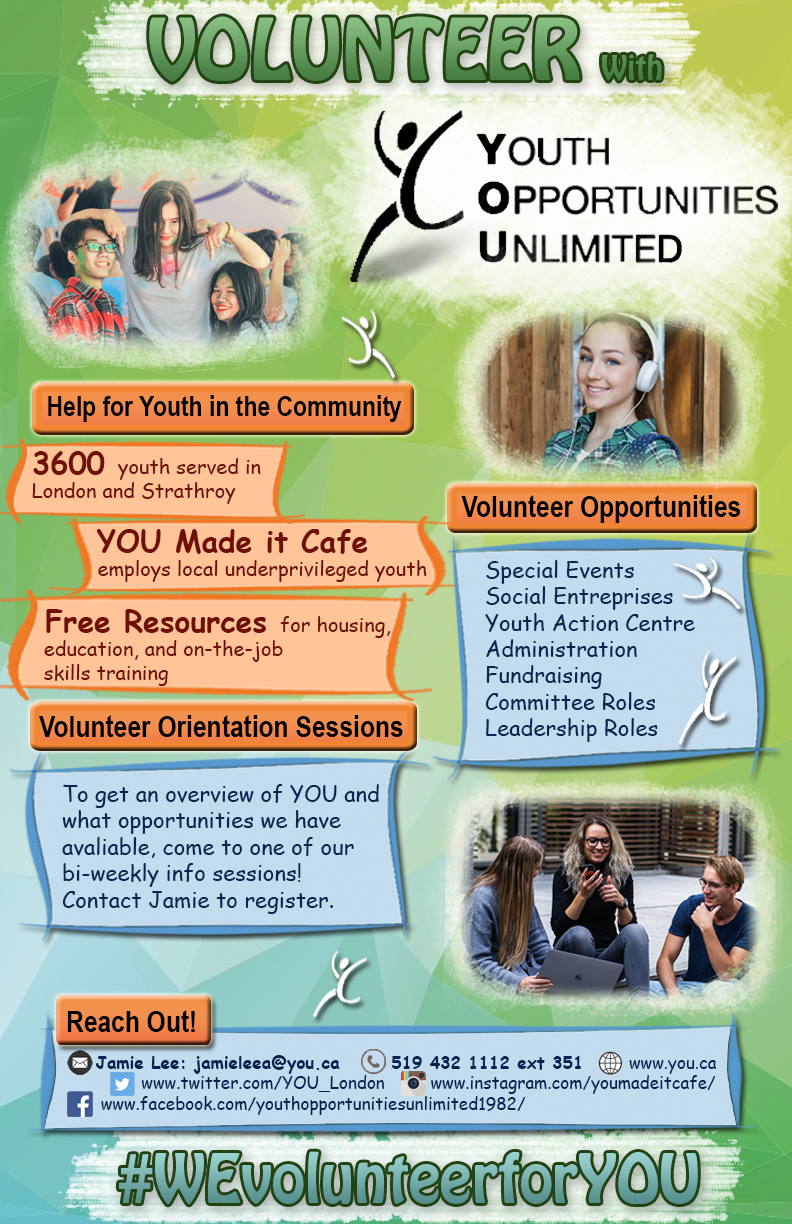 VOLUNTEER with
YOUTH
OPPORTUNITIES
UNLIMITED
Help for Youth in the Community
3600 youth served in
London and Strathroy
YOU Made it Cafe
employs local underprivileged youth
Free Resources for housing,
education, and on-the-job
skills training
Volunteer Opportunities
Special Events
Social Entreprises
Youth Action Centre
Administration
Fundraising
Committee Roles
Leadership Roles
Volunteer Orientation Sessions
To get an overview of YOU and
what opportunities we have
avaliable, come to one of our
bi-weekly info sessions!
Contact Jamie to register.
Reach Out!
Jamie Lee: jamieleea@you.ca 519 432 1112 ext 351 www.you.ca
www.twitter.com/YOU_London www.instagram.com/youmadeitcafe/
www.facebook.com/youthopportunitiesunlimited1982/
#WEvolunteerforYOU